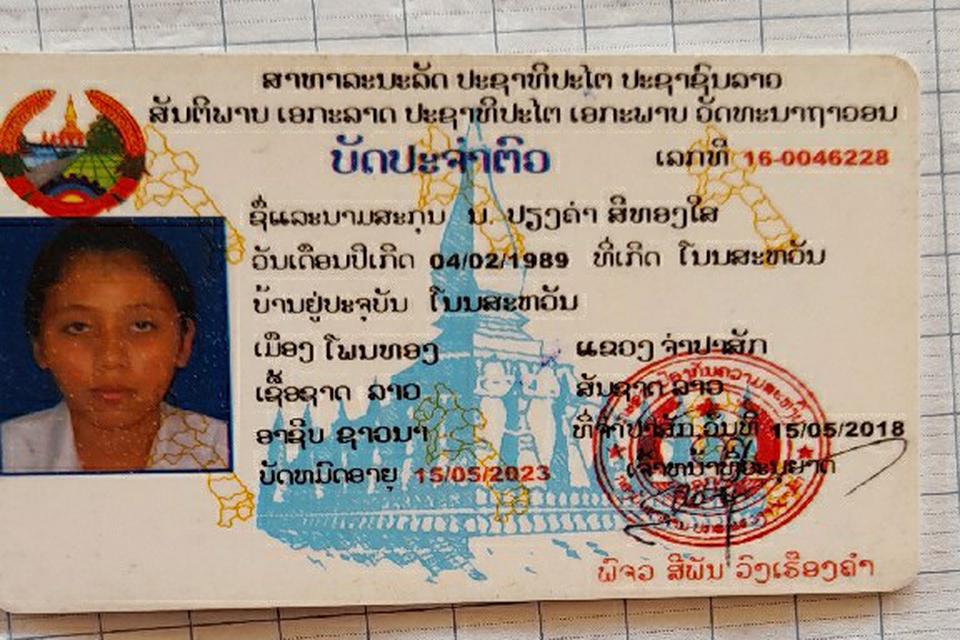 ສາທາລະນະລັດ ປະຊາທິປະໄຕ ປະຊາຊົນລາວ
ສັນຕິພາບ ເອກະລາດ ປະຊາທິປະໄຕ ເອກະພາບ ວັດທະນາຖາວອນ
ບັດປະຈຳຕົວ ເລກທີ 16-0046228
ຊື່ແລະນາມສະກຸນ ນ. ປຽງຄຳ ສີທອງໃສ
ວັນເດືອນປີເກີດ 04/02/1989 ທີ່ເກີດ ໂນນສະຫວັນ
ບ້ານຢູ່ປະຈຸບັນ ໂນນສະຫວັນ
ເມືອງ ໂພນທອງ ແຂວງ ຈຳປາສັກ
ເຊື້ອຊາດ ລາວ ສັນຊາດ ລາວ
ອາຊີບ ຊາວນາ ທີ່ຈຳປາສັກ ວັນທີ 15/05/2018
ບັດຫມົດອາຍຸ 15/05/2023 ເຈົ້າຫນ້າທີ່ອະນຸຍາດ
ພົຈວ ສີພັນ ວົງເຮືອງຄຳ